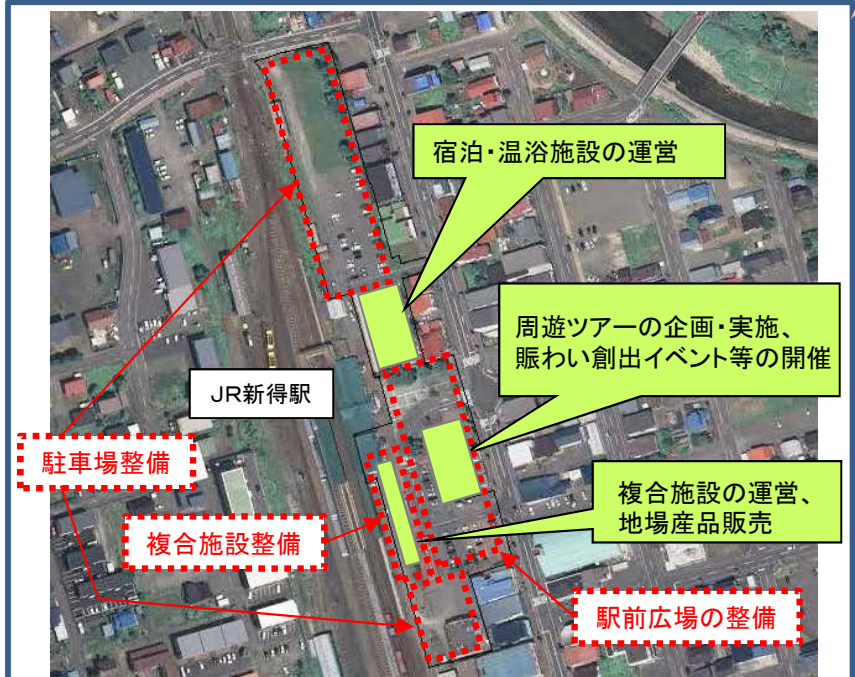 宿泊・温浴施設の運営
周遊ツアーの企画・実施、
賑わい創出イベント等の開催
JR新得駅
駐車場整備
複合施設の運営、
地場産品販売
複合施設整備
駅前広場の整備